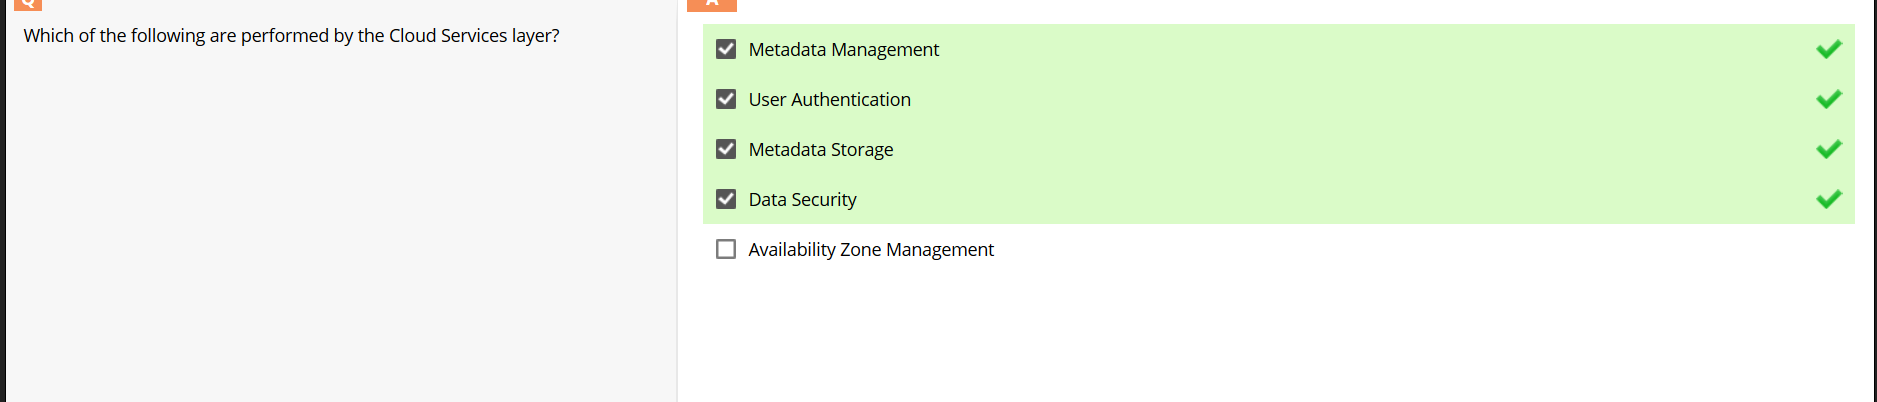 Q
A
Which of the following are performed by the Cloud Services layer?
Metadata Management
User Authentication
Metadata Storage
Data Security
Availability Zone Management